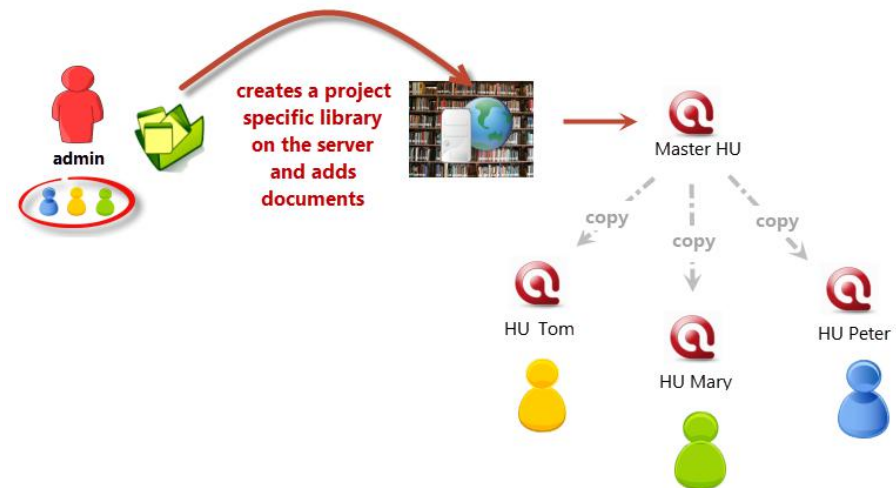 creates a project
specific library
on the server
and adds
documents
admin
Master HU
copy
copy
copy
HU Tom
HU Mary
HU Peter